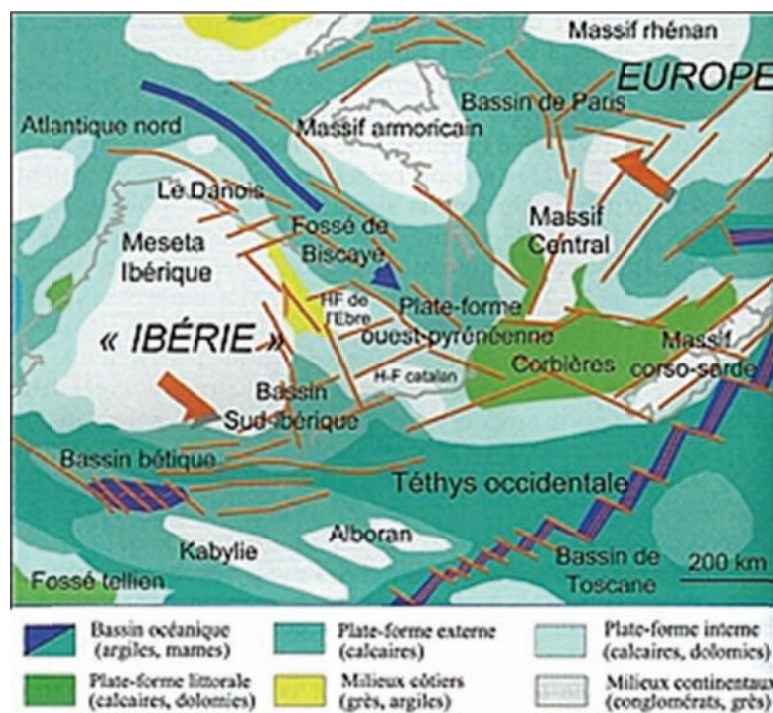 Massif rhénan
EUROPE
Bassin de Paris
Atlantique nord
Massif armoricain
Le Danois
Fossé de
Biscaye
Massif
Central
Meseta
Ibérique
HF de
l'Ebre
Plate-forme
ouest-pyrénéenne
« IBÉRIE »
Corbières
Massif
corso-sarde
H-F catalan
Bassin
Sud-ibérique
Bassin bétique
Téthys occidentale
Alboran
Kabylie
Bassin de
Toscane
200 km
Fossé tellien
Bassin océanique
(argiles, marnes)
Plate-forme externe
(calcaires)
Plate-forme interne
(calcaires, dolomies)
Plate-forme littorale
(calcaires, dolomies)
Milieux côtiers
(grès, argiles)
Milieux continentaux
(conglomérats, grès)